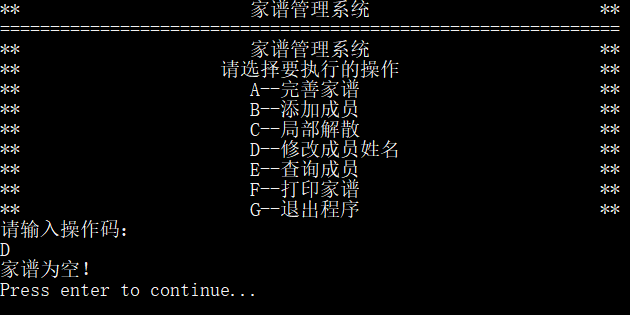 ** 家谱管理系统 **
==============================================================
** 家谱管理系统 **
** 请选择要执行的操作 **
** A--完善家谱 **
** B--添加成员 **
** C--局部解散 **
** D--修改成员姓名 **
** E--查询成员 **
** F--打印家谱 **
** G--退出程序 **
请输入操作码：
D
家谱为空！
Press enter to continue...